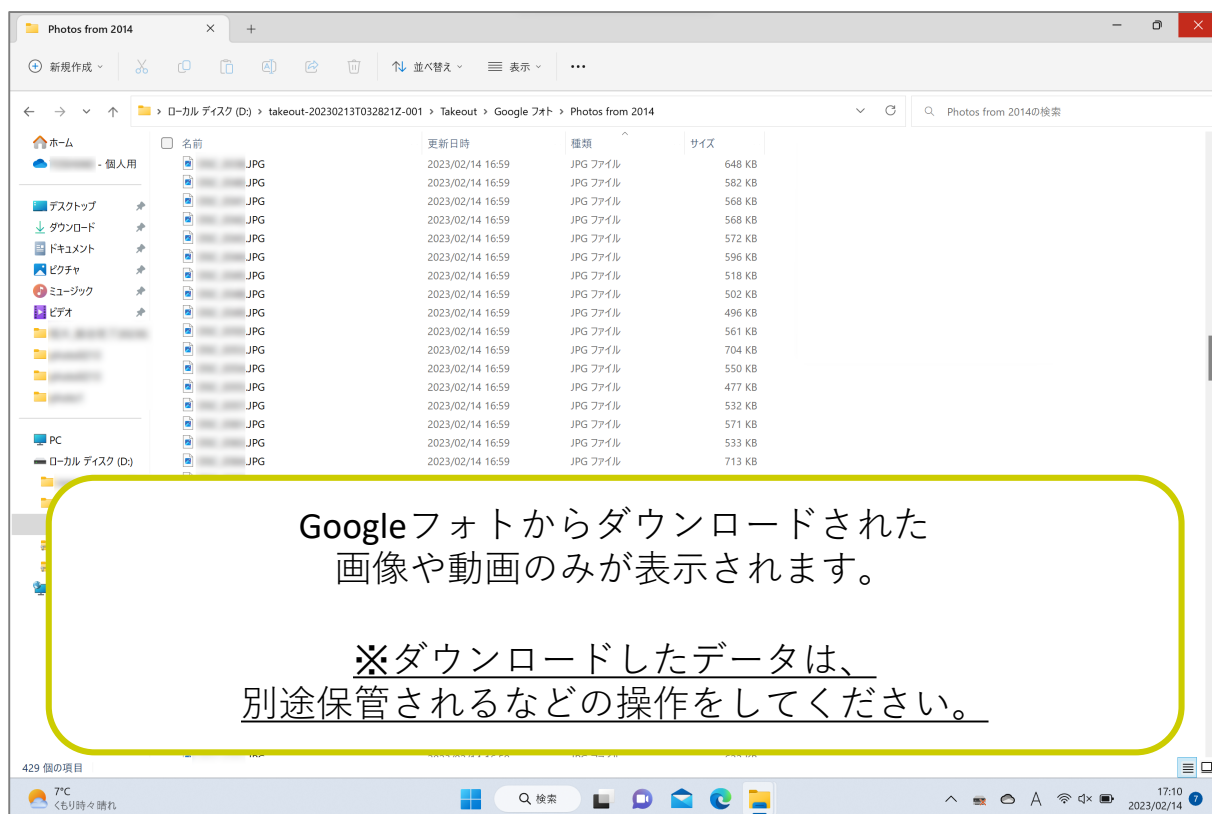 Photos from 2014
新規作成
並べ替え
表示
ローカル ディスク (D:) > takeout-20230213T032821Z-001 > Takeout > Google フォト > Photos from 2014
Photos from 2014の検索
ホーム
- 個人用
デスクトップ
ダウンロード
ドキュメント
ピクチャ
ミュージック
ビデオ
PC
ローカル ディスク (D:)
名前 更新日時 種類 サイズ
.JPG 2023/02/14 16:59 JPG ファイル 648 KB
.JPG 2023/02/14 16:59 JPG ファイル 582 KB
.JPG 2023/02/14 16:59 JPG ファイル 568 KB
.JPG 2023/02/14 16:59 JPG ファイル 568 KB
.JPG 2023/02/14 16:59 JPG ファイル 572 KB
.JPG 2023/02/14 16:59 JPG ファイル 596 KB
.JPG 2023/02/14 16:59 JPG ファイル 518 KB
.JPG 2023/02/14 16:59 JPG ファイル 502 KB
.JPG 2023/02/14 16:59 JPG ファイル 496 KB
.JPG 2023/02/14 16:59 JPG ファイル 561 KB
.JPG 2023/02/14 16:59 JPG ファイル 704 KB
.JPG 2023/02/14 16:59 JPG ファイル 550 KB
.JPG 2023/02/14 16:59 JPG ファイル 477 KB
.JPG 2023/02/14 16:59 JPG ファイル 532 KB
.JPG 2023/02/14 16:59 JPG ファイル 571 KB
.JPG 2023/02/14 16:59 JPG ファイル 533 KB
.JPG 2023/02/14 16:59 JPG ファイル 713 KB
Googleフォトからダウンロードされた
画像や動画のみが表示されます。
※ダウンロードしたデータは、
別途保管されるなどの操作をしてください。
429 個の項目
7°C
くもり時々晴れ
検索
A
17:10
2023/02/14
7